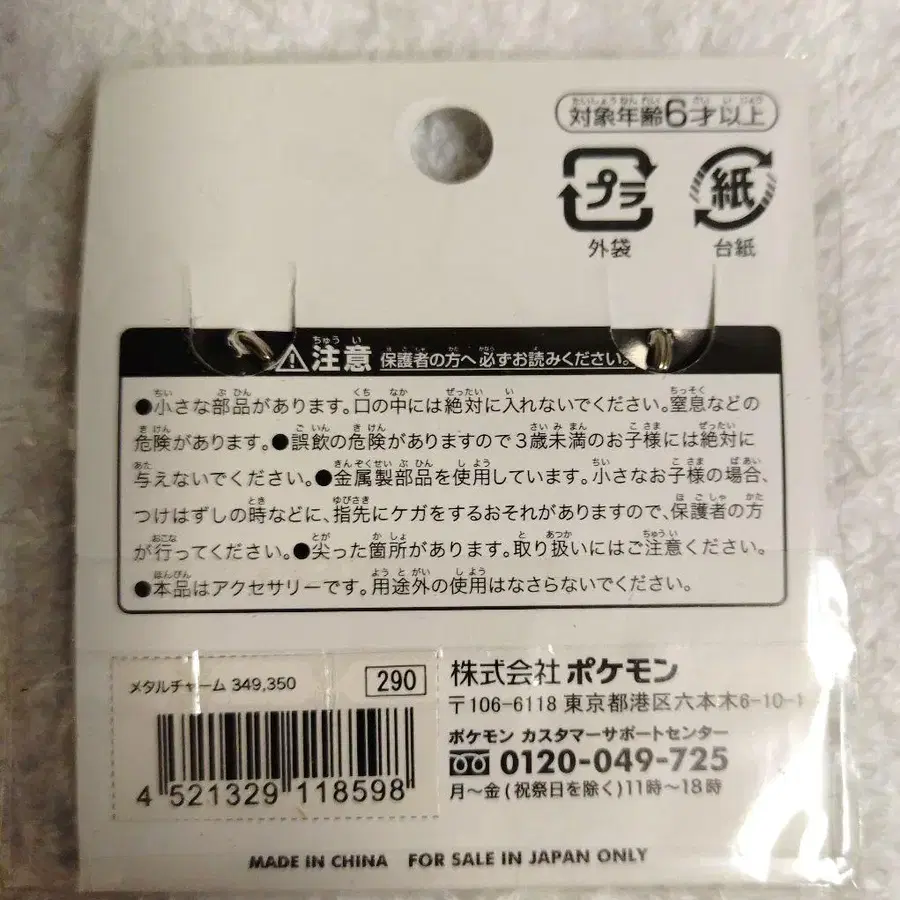 対象年齢6才以上
プラ
紙
外袋
台紙
注意 保護者の方へ必ずお読みください。
●小さな部品があります。口の中には絶対に入れないでください。窒息などの
危険があります。●誤飲の危険がありますので3歳未満のお子様には絶対に
与えないでください。●金属製部品を使用しています。小さなお子様の場合、
つけはずしの時などに、指先にケガをするおそれがありますので、保護者の方
が行ってください。●尖った箇所があります。取り扱いにはご注意ください。
●本品はアクセサリーです。用途外の使用はなさらないでください。
メタルチャーム 349,350
290
4 521329 118598
株式会社 ポケモン
〒106-6118 東京都港区六本木6-10-1
ポケモン カスタマーサポートセンター
0120-049-725
月～金(祝祭日を除く)11時～18時
MADE IN CHINA FOR SALE IN JAPAN ONLY